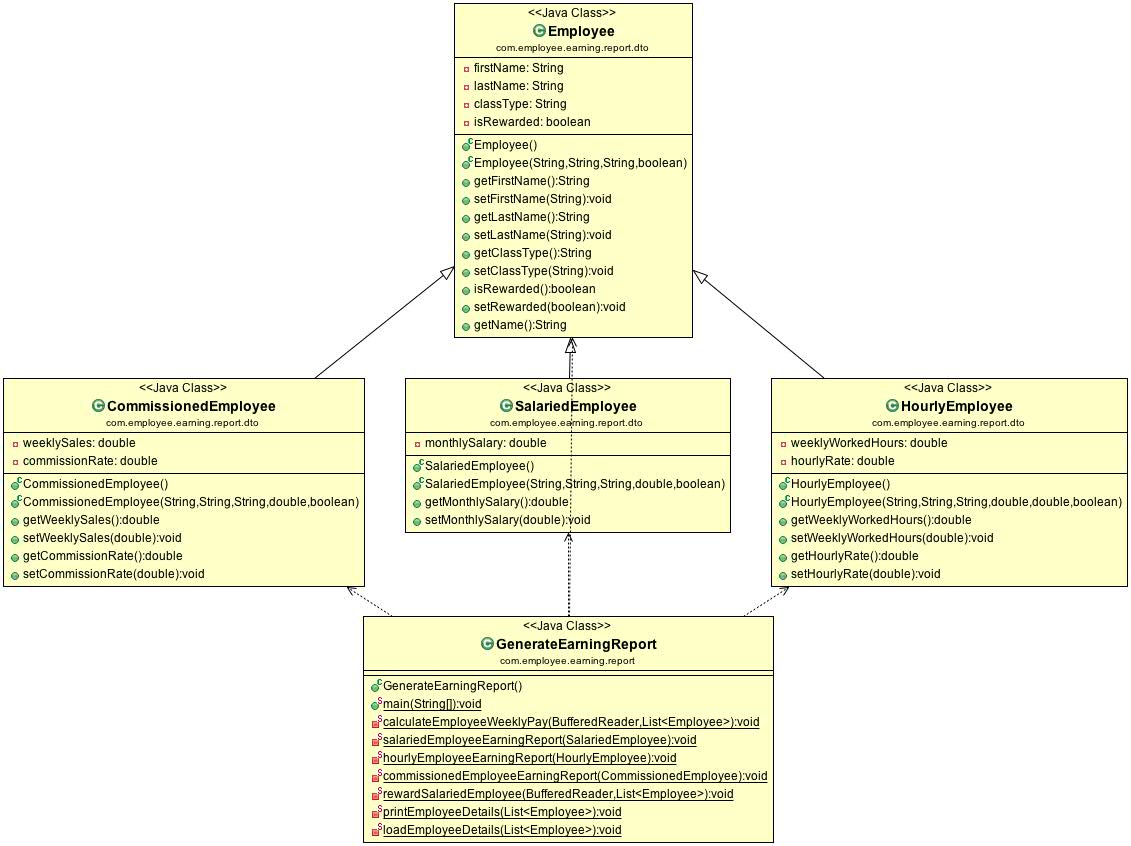 <<Java Class>>
Employee
com.employee.earning.report.dto
firstName: String
lastName: String
classType: String
isRewarded: boolean
Employee()
Employee(String,String,String,boolean)
getFirstName():String
setFirstName(String):void
getLastName():String
setLastName(String):void
getClassType():String
setClassType(String):void
isRewarded():boolean
setRewarded(boolean):void
getName():String
<<Java Class>>
CommissionedEmployee
com.employee.earning.report.dto
weeklySales: double
commissionRate: double
CommissionedEmployee()
CommissionedEmployee(String,String,String,double,boolean)
getWeeklySales():double
setWeeklySales(double):void
getCommissionRate():double
setCommissionRate(double):void
<<Java Class>>
SalariedEmployee
com.employee.earning.report.dto
monthlySalary: double
SalariedEmployee()
SalariedEmployee(String,String,String,double,boolean)
getMonthlySalary():double
setMonthlySalary(double):void
<<Java Class>>
HourlyEmployee
com.employee.earning.report.dto
weeklyWorkedHours: double
hourlyRate: double
HourlyEmployee()
HourlyEmployee(String,String,String,double,double,boolean)
getWeeklyWorkedHours():double
setWeeklyWorkedHours(double):void
getHourlyRate():double
setHourlyRate(double):void
<<Java Class>>
GenerateEarningReport
com.employee.earning.report
GenerateEarningReport()
main(String[]):void
calculateEmployeeWeeklyPay(BufferedReader,List<Employee>):void
salariedEmployeeEarningReport(SalariedEmployee):void
hourlyEmployeeEarningReport(HourlyEmployee):void
commissionedEmployeeEarningReport(CommissionedEmployee):void
rewardSalariedEmployee(BufferedReader,List<Employee>):void
printEmployeeDetails(List<Employee>):void
loadEmployeeDetails(List<Employee>):void